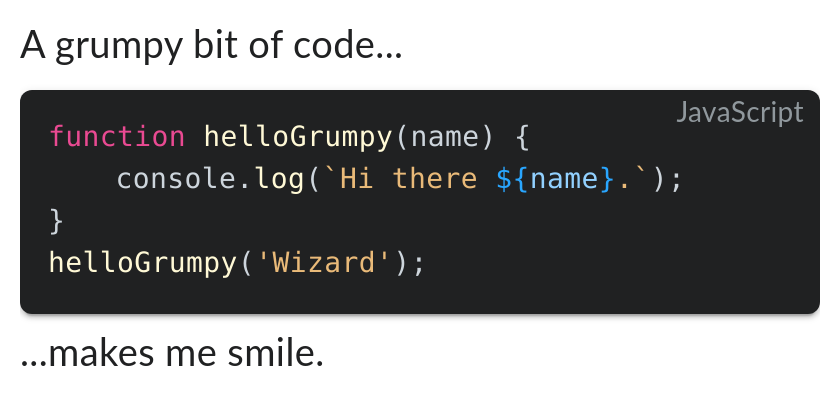 A grumpy bit of code...
JavaScript
function helloGrumpy(name) {
    console.log(`Hi there ${name}.`);
}
helloGrumpy('Wizard');
...makes me smile.